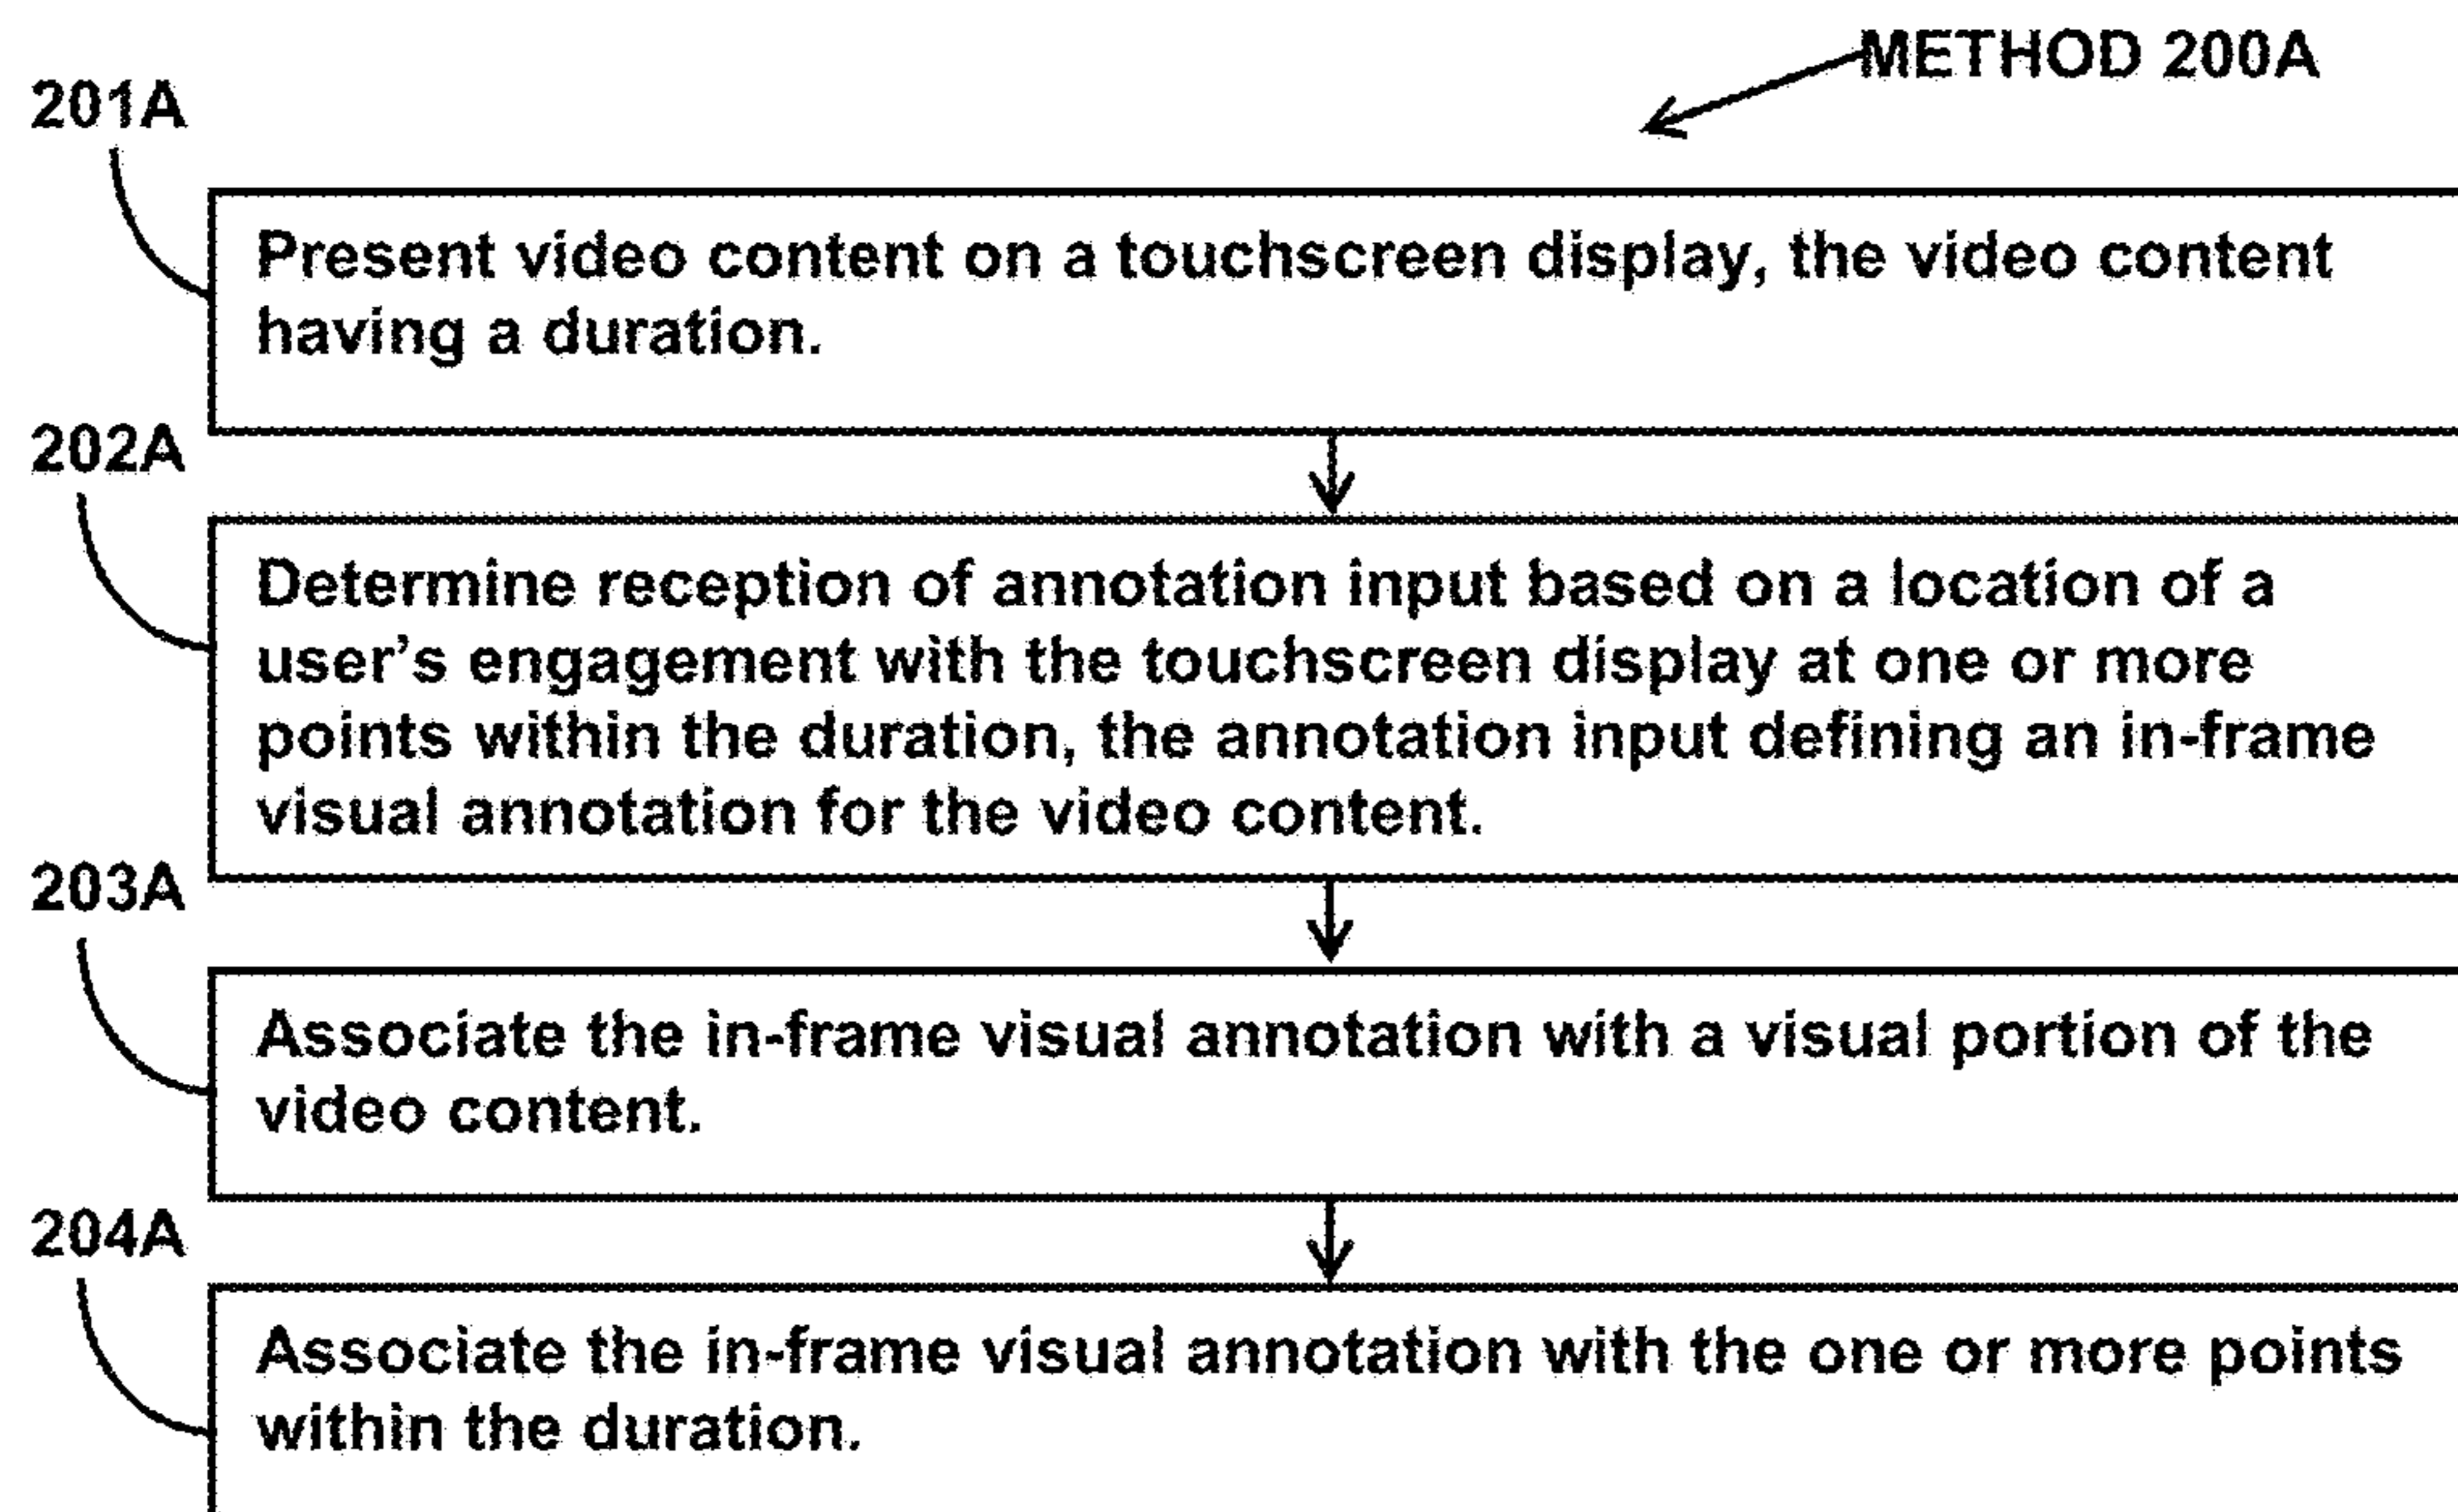 METHOD 200A
201A
Present video content on a touchscreen display, the video content
having a duration.
202A
Determine reception of annotation input based on a location of a
user's engagement with the touchscreen display at one or more
points within the duration, the annotation input defining an in-frame
visual annotation for the video content.
203A
Associate the in-frame visual annotation with a visual portion of the
video content.
204A
Associate the in-frame visual annotation with the one or more points
within the duration.